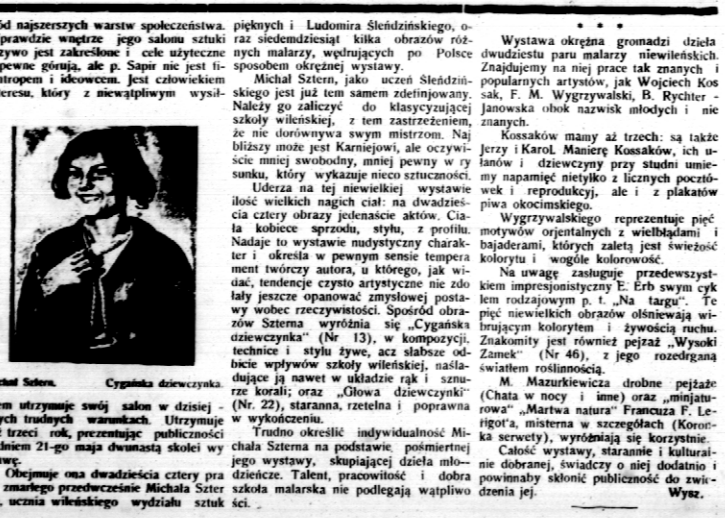 ód najszerszych warstw społeczeństwa.
prawdzie wnętrze jego salonu sztuki
zywo jest zakreślone i cele użyteczne
pewne górują, ale p. Sapir nie jest fi-
ntropem i ideowcem. Jest człowiekiem
teresu, który z niewątpliwym wysił-
chał Sztern. Cygańska dziewczynka.
em utrzymuje swój salon w dzisiej -
ych trudnych warunkach. Utrzymuje
trzeci rok, prezentując publiczności
dniem 21-go maja dwunastą skolei wy
awę.
Obejmuje ona dwadzieścia cztery pra
zmarłego przedwcześnie Michała Szter
, ucznia wileńskiego wydziału sztuk
pięknych i Ludomira Śleńdzińskiego, o-
raz siedemdziesiąt kilka obrazów róż-
nych malarzy, wędrujących po Polsce
sposobem okrężnej wystawy.
Michał Sztern, jako uczeń Śleńdziń-
skiego jest już tem samem zdefinjowany.
Należy go zaliczyć do klasycyzującej
szkoły wileńskiej, z tem zastrzeżeniem,
że nie dorównywa swym mistrzom. Naj
bliższy może jest Karniejowi, ale oczywi-
ście mniej swobodny, mniej pewny w ry
sunku, który wykazuje nieco sztuczności.
Uderza na tej niewielkiej wystawie
ilość wielkich nagich ciał: na dwadzieś-
cia cztery obrazy jedenaście aktów. Cia-
ła kobiece sprzodu, styłu, z profilu.
Nadaje to wystawie nudystyczny charak-
ter i określa w pewnym sensie tempera
ment twórczy autora, u którego, jak wi-
dać, tendencje czysto artystyczne nie zdo
łały jeszcze opanować zmysłowej posta-
wy wobec rzeczywistości. Spośród obra-
zów Szterna wyróżnia się „Cygańska
dziewczynka" (Nr 13), w kompozycji,
technice i stylu żywe, acz słabsze od-
bicie wpływów szkoły wileńskiej, naśla-
dujące ją nawet w układzie rąk i sznu-
rze korali; oraz „Głowa dziewczynki"
(Nr. 22), staranna, rzetelna i poprawna
w wykończeniu.
Trudno określić indywidualność Mi-
chała Szterna na podstawie pośmiertnej
jego wystawy, skupiającej dzieła mło-
dzieńcze. Talent, pracowitość i dobra
szkoła malarska nie podlegają wątpliwo
ści.
* * *
Wystawa okrężna gromadzi dzieła
dwudziestu paru malarzy niewileńskich.
Znajdujemy na niej prace tak znanych i
popularnych artystów, jak Wojciech Kos
sak, F. M. Wygrzywalski, B. Rychter -
Janowska obok nazwisk młodych i nie
znanych.
Kossaków mamy aż trzech: są także
Jerzy i Karol. Manierę Kossaków, ich u-
łanów i dziewczyny przy studni umie-
my napamięć nietylko z licznych pocztó-
wek i reprodukcyj, ale i z plakatów
piwa okocimskiego.
Wygrzywalskiego reprezentuje pięć
motywów orjentalnych z wielbłądami i
bajaderami, których zaletą jest świeżość
kolorytu i wogóle kolorowość.
Na uwagę zasługuje przedewszyst-
kiem impresjonistyczny E. Erb swym cyk
lem rodzajowym p. t. „Na targu". Te
pięć niewielkich obrazów olśniewają wi-
brującym kolorytem i żywością ruchu.
Znakomity jest również pejzaż „Wysoki
Zamek" (Nr 46), z jego rozedrganą
światłem roślinnością.
M. Mazurkiewicza drobne pejżaże
(Chata w nocy i inne) oraz „minjatu-
rowa" „Martwa natura" Francuza F. Le-
rigot'a, misterna w szczegółach (Koron-
ka serwety), wyróżniają się korzystnie.
Całość wystawy, starannie i kulturai-
nie dobranej, świadczy o niej dodatnio i
powinnaby skłonić publiczność do zwie-
dzenia jej. Wysz.